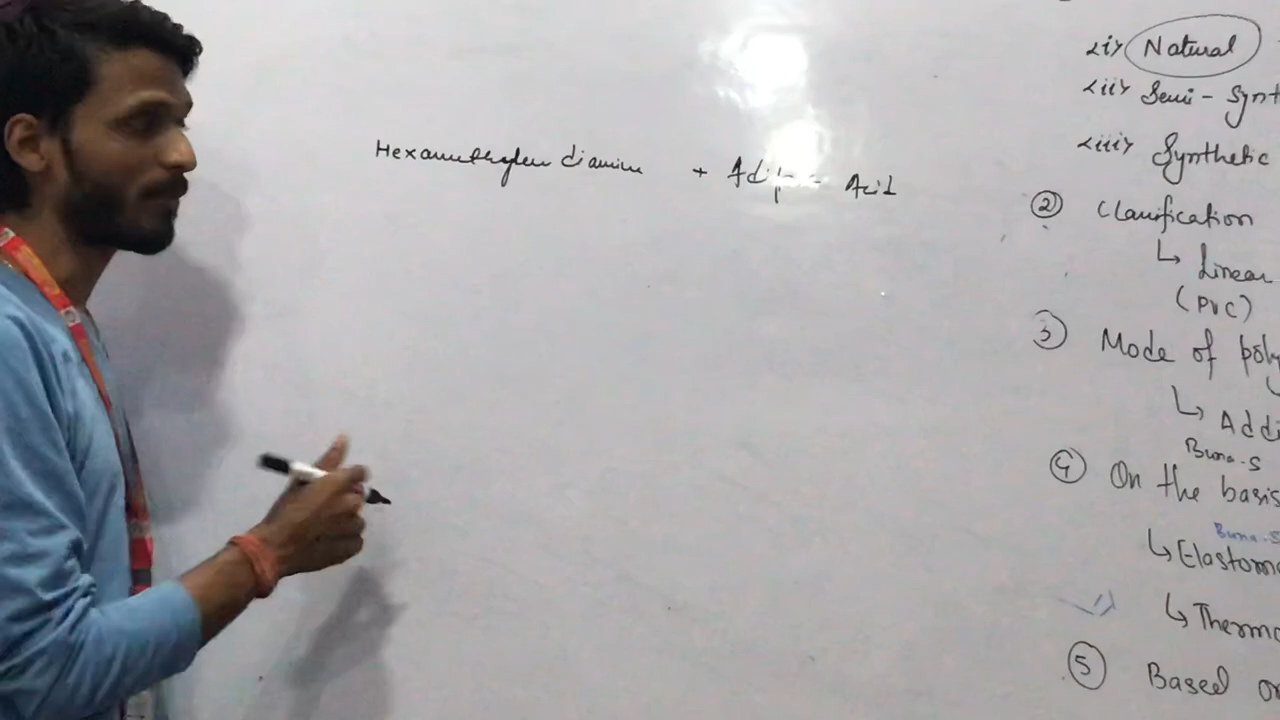 Hexamethylen diamine + Adipic Acid
<i> Natural
<ii> Semi - Synt
<iii> Synthetic
② Classification
↳ Linear
(PVC)
③ Mode of poly
↳ Addi
Buna-S
④ On the basis
Buna-S
↳ Elastome
↳ Thermo
⑤ Based on